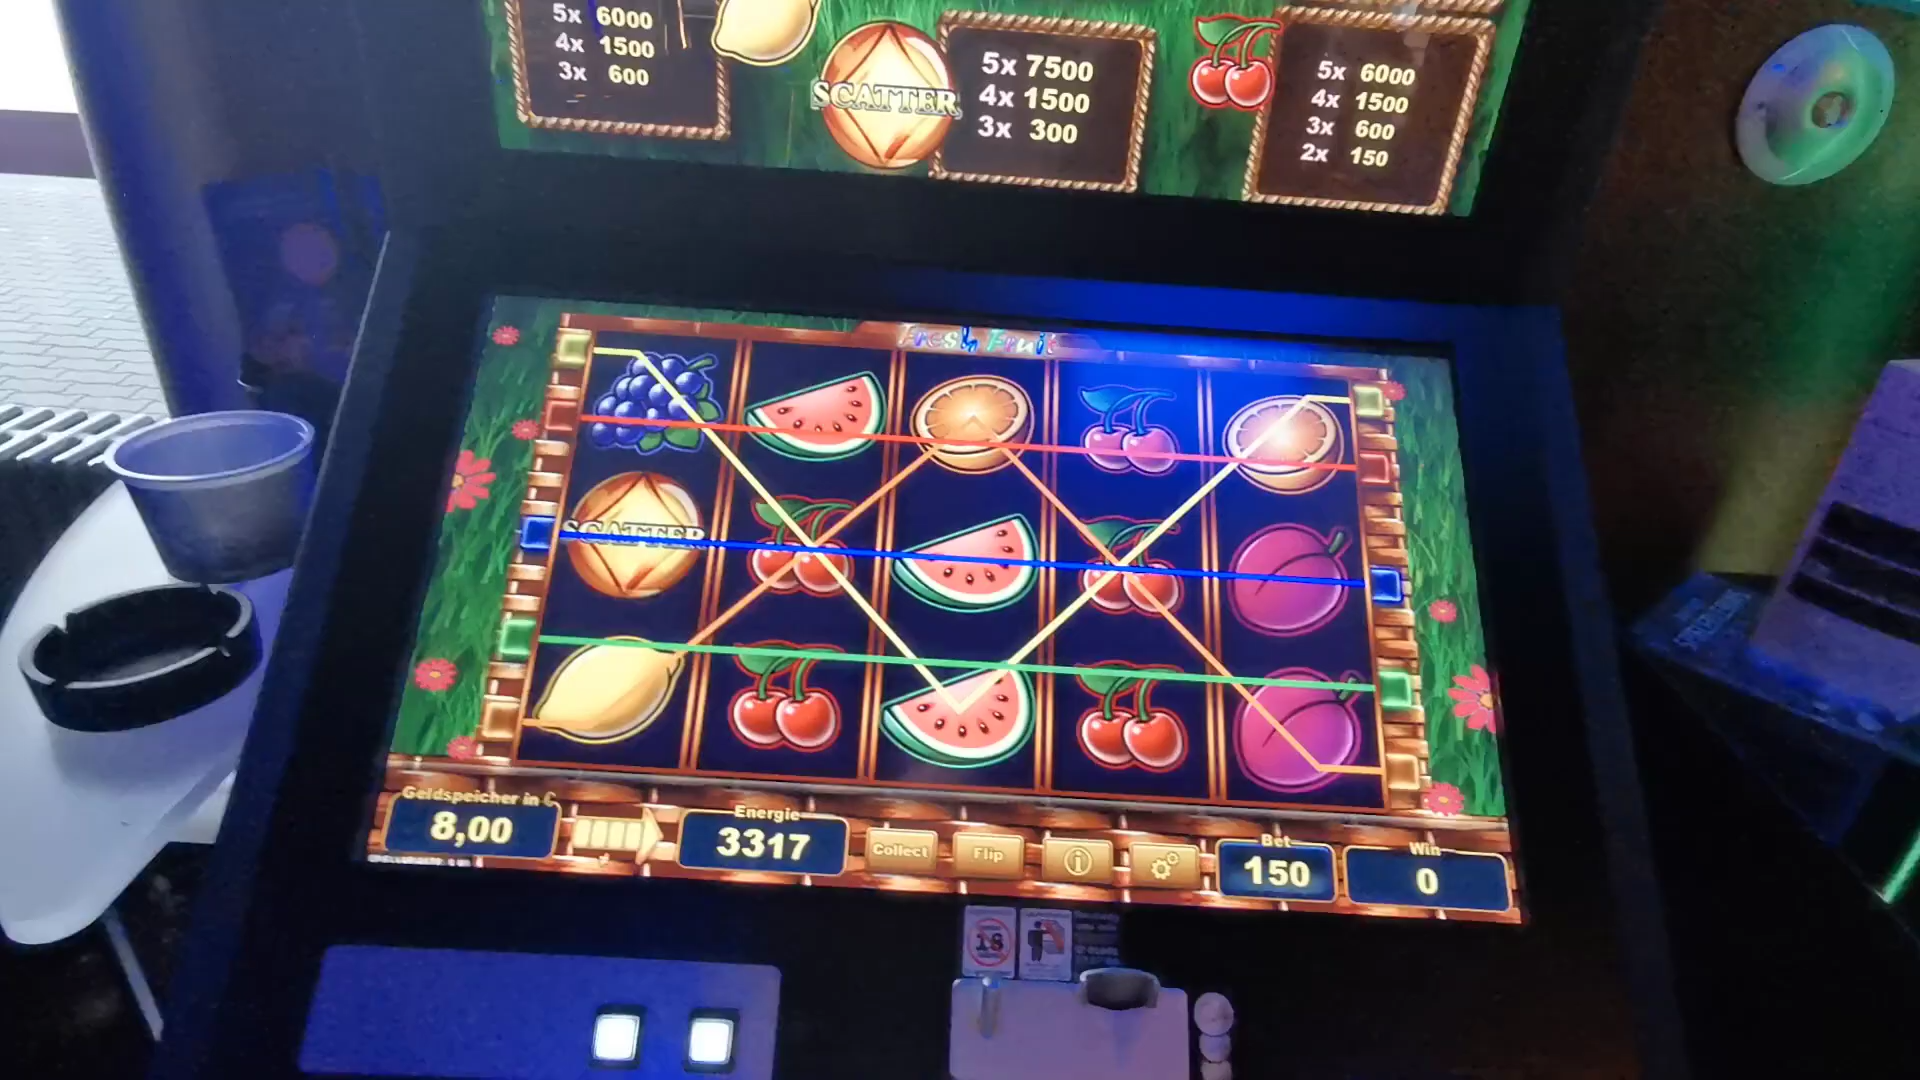 5x 6000
4x 1500
3x 600
SCATTER
5x 7500
4x 1500
3x 300
5x 6000
4x 1500
3x 600
2x 150
Fresh Fruit
SCATTER
Geldspeicher in €
8,00
Energie
3317
Collect
Flip
Bet
150
Win
0
18